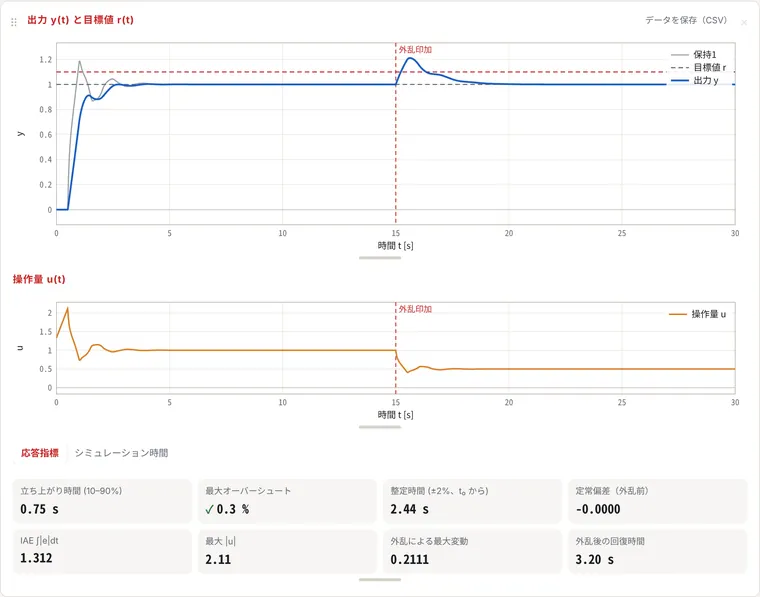 出力 y(t) と目標値 r(t)
データを保存（CSV）
×
外乱印加
保持1
目標値 r
出力 y
1.2
1
0.8
0.6
0.4
0.2
0
y
0 5 10 15 20 25 30
時間 t [s]
操作量 u(t)
外乱印加
操作量 u
2
1.5
1
0.5
0
u
0 5 10 15 20 25 30
時間 t [s]
応答指標 シミュレーション時間
立ち上がり時間 (10–90%)
0.75 s
最大オーバーシュート
✓ 0.3 %
整定時間 (±2%、t₀ から)
2.44 s
定常偏差（外乱前）
-0.0000
IAE ∫|e|dt
1.312
最大 |u|
2.11
外乱による最大変動
0.2111
外乱後の回復時間
3.20 s